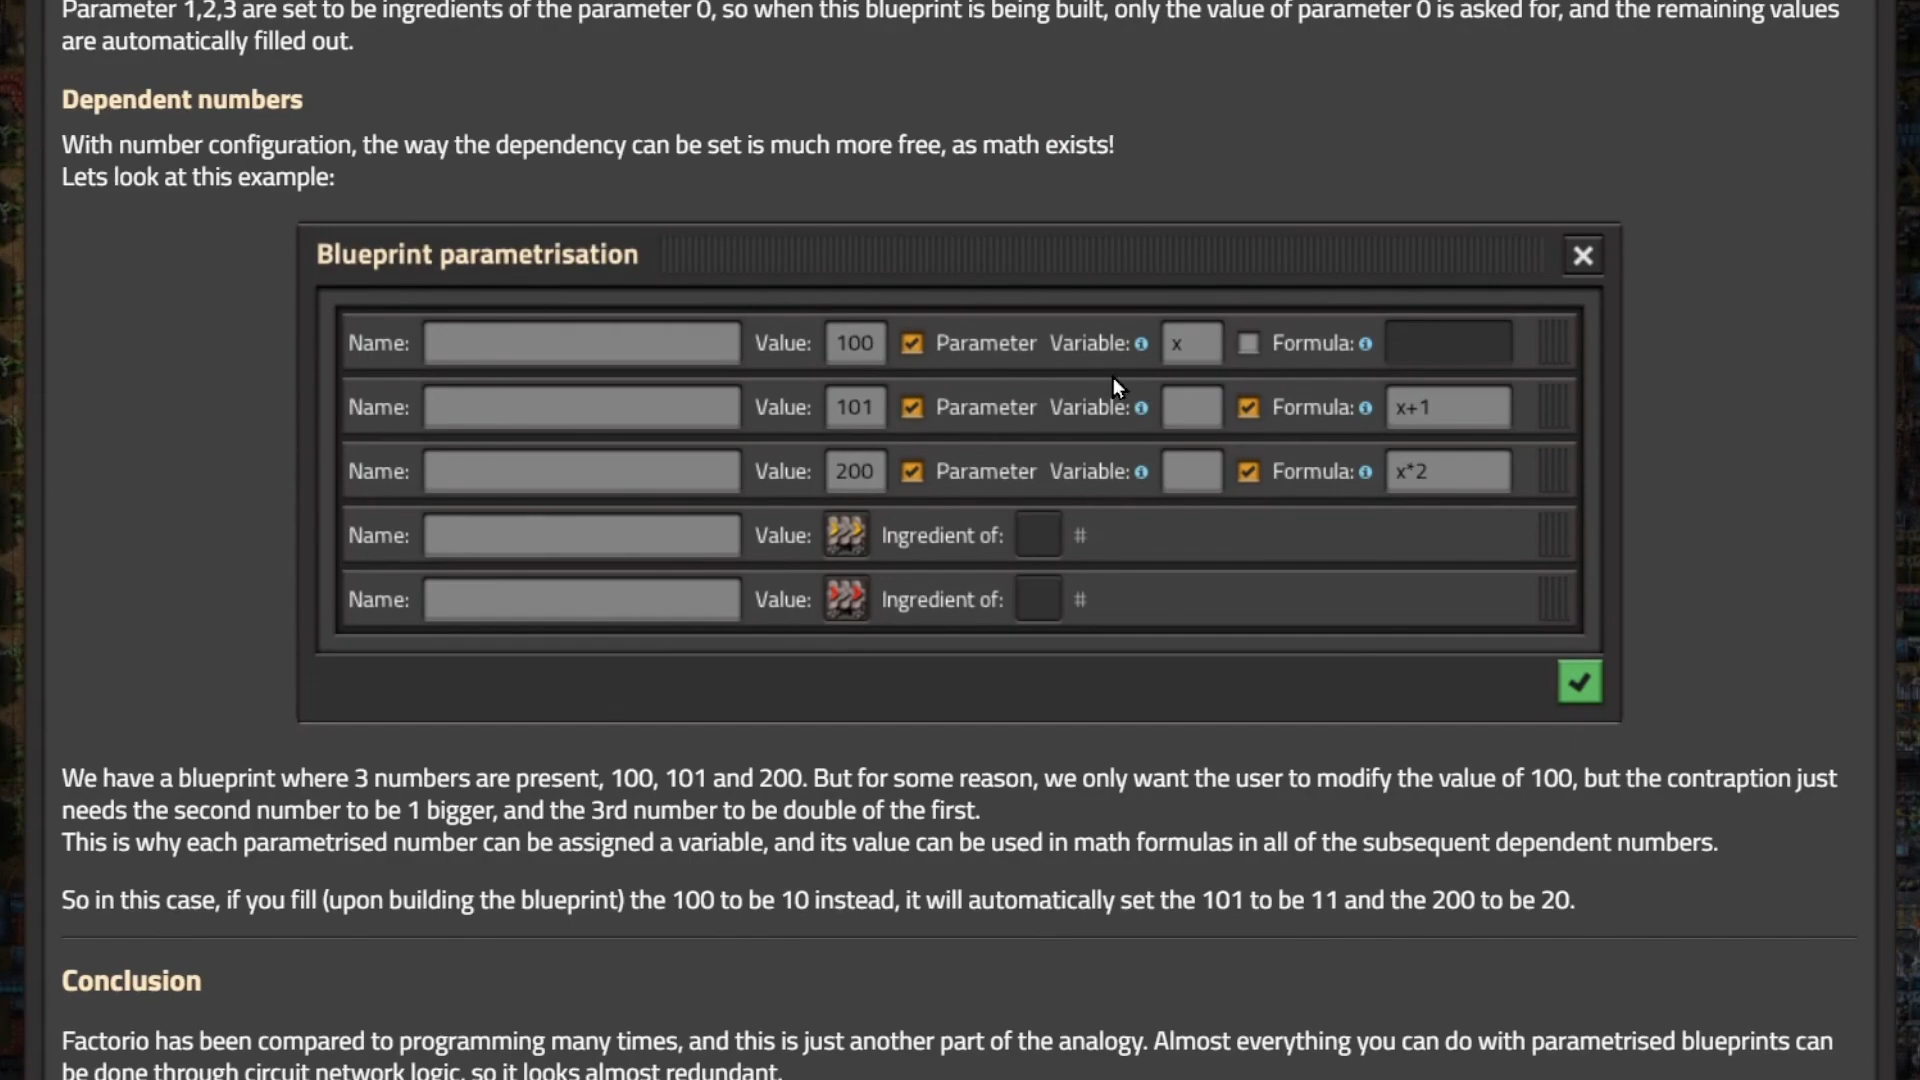 Parameter 1,2,3 are set to be ingredients of the parameter 0, so when this blueprint is being built, only the value of parameter 0 is asked for, and the remaining values
are automatically filled out.
Dependent numbers
With number configuration, the way the dependency can be set is much more free, as math exists!
Lets look at this example:
Blueprint parametrisation
Name: Value: 100 Parameter Variable: x Formula:
Name: Value: 101 Parameter Variable: Formula: x+1
Name: Value: 200 Parameter Variable: Formula: x*2
Name: Value: Ingredient of: #
Name: Value: Ingredient of: #
We have a blueprint where 3 numbers are present, 100, 101 and 200. But for some reason, we only want the user to modify the value of 100, but the contraption just
needs the second number to be 1 bigger, and the 3rd number to be double of the first.
This is why each parametrised number can be assigned a variable, and its value can be used in math formulas in all of the subsequent dependent numbers.
So in this case, if you fill (upon building the blueprint) the 100 to be 10 instead, it will automatically set the 101 to be 11 and the 200 to be 20.
Conclusion
Factorio has been compared to programming many times, and this is just another part of the analogy. Almost everything you can do with parametrised blueprints can
be done through circuit network logic, so it looks almost redundant.